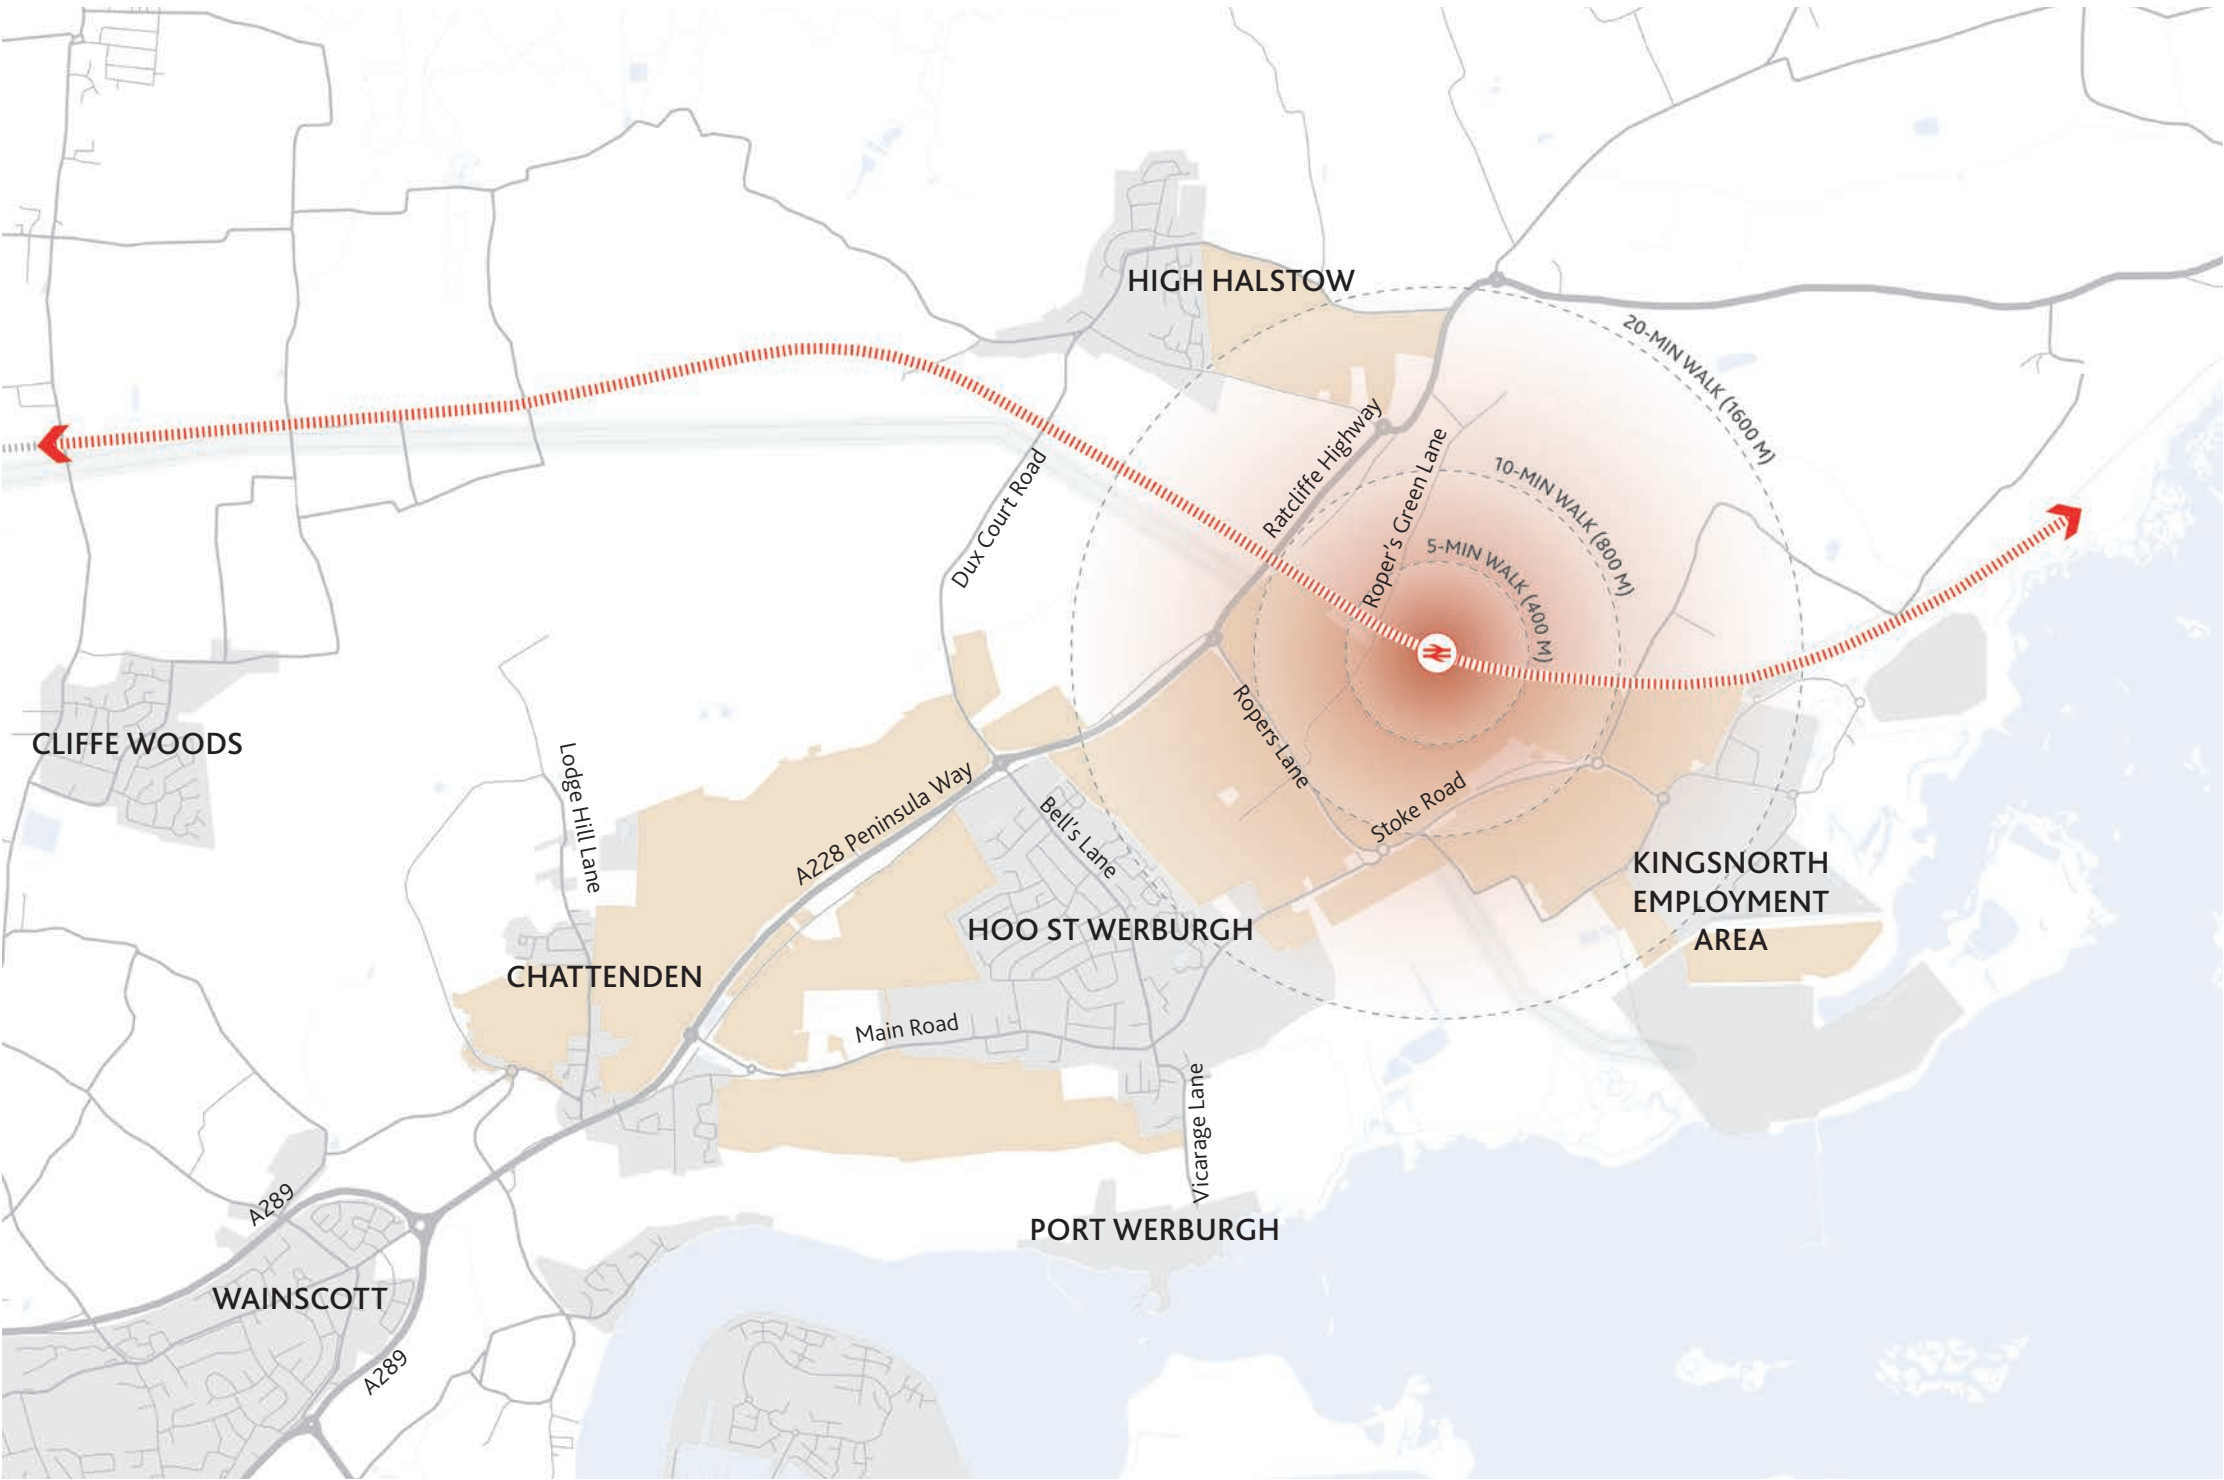 HIGH HALSTOW
20-MIN WALK (1600 M)
Ratcliffe Highway
Roper's Green Lane
10-MIN WALK (800 M)
5-MIN WALK (400 M)
Dux Court Road
Ropers Lane
CLIFFE WOODS
Lodge Hill Lane
A228 Peninsula Way
Bell's Lane
Stoke Road
KINGSNORTH
EMPLOYMENT
AREA
HOO ST WERBURGH
CHATTENDEN
Main Road
Vicarage Lane
A289
PORT WERBURGH
WAINSCOTT
A289